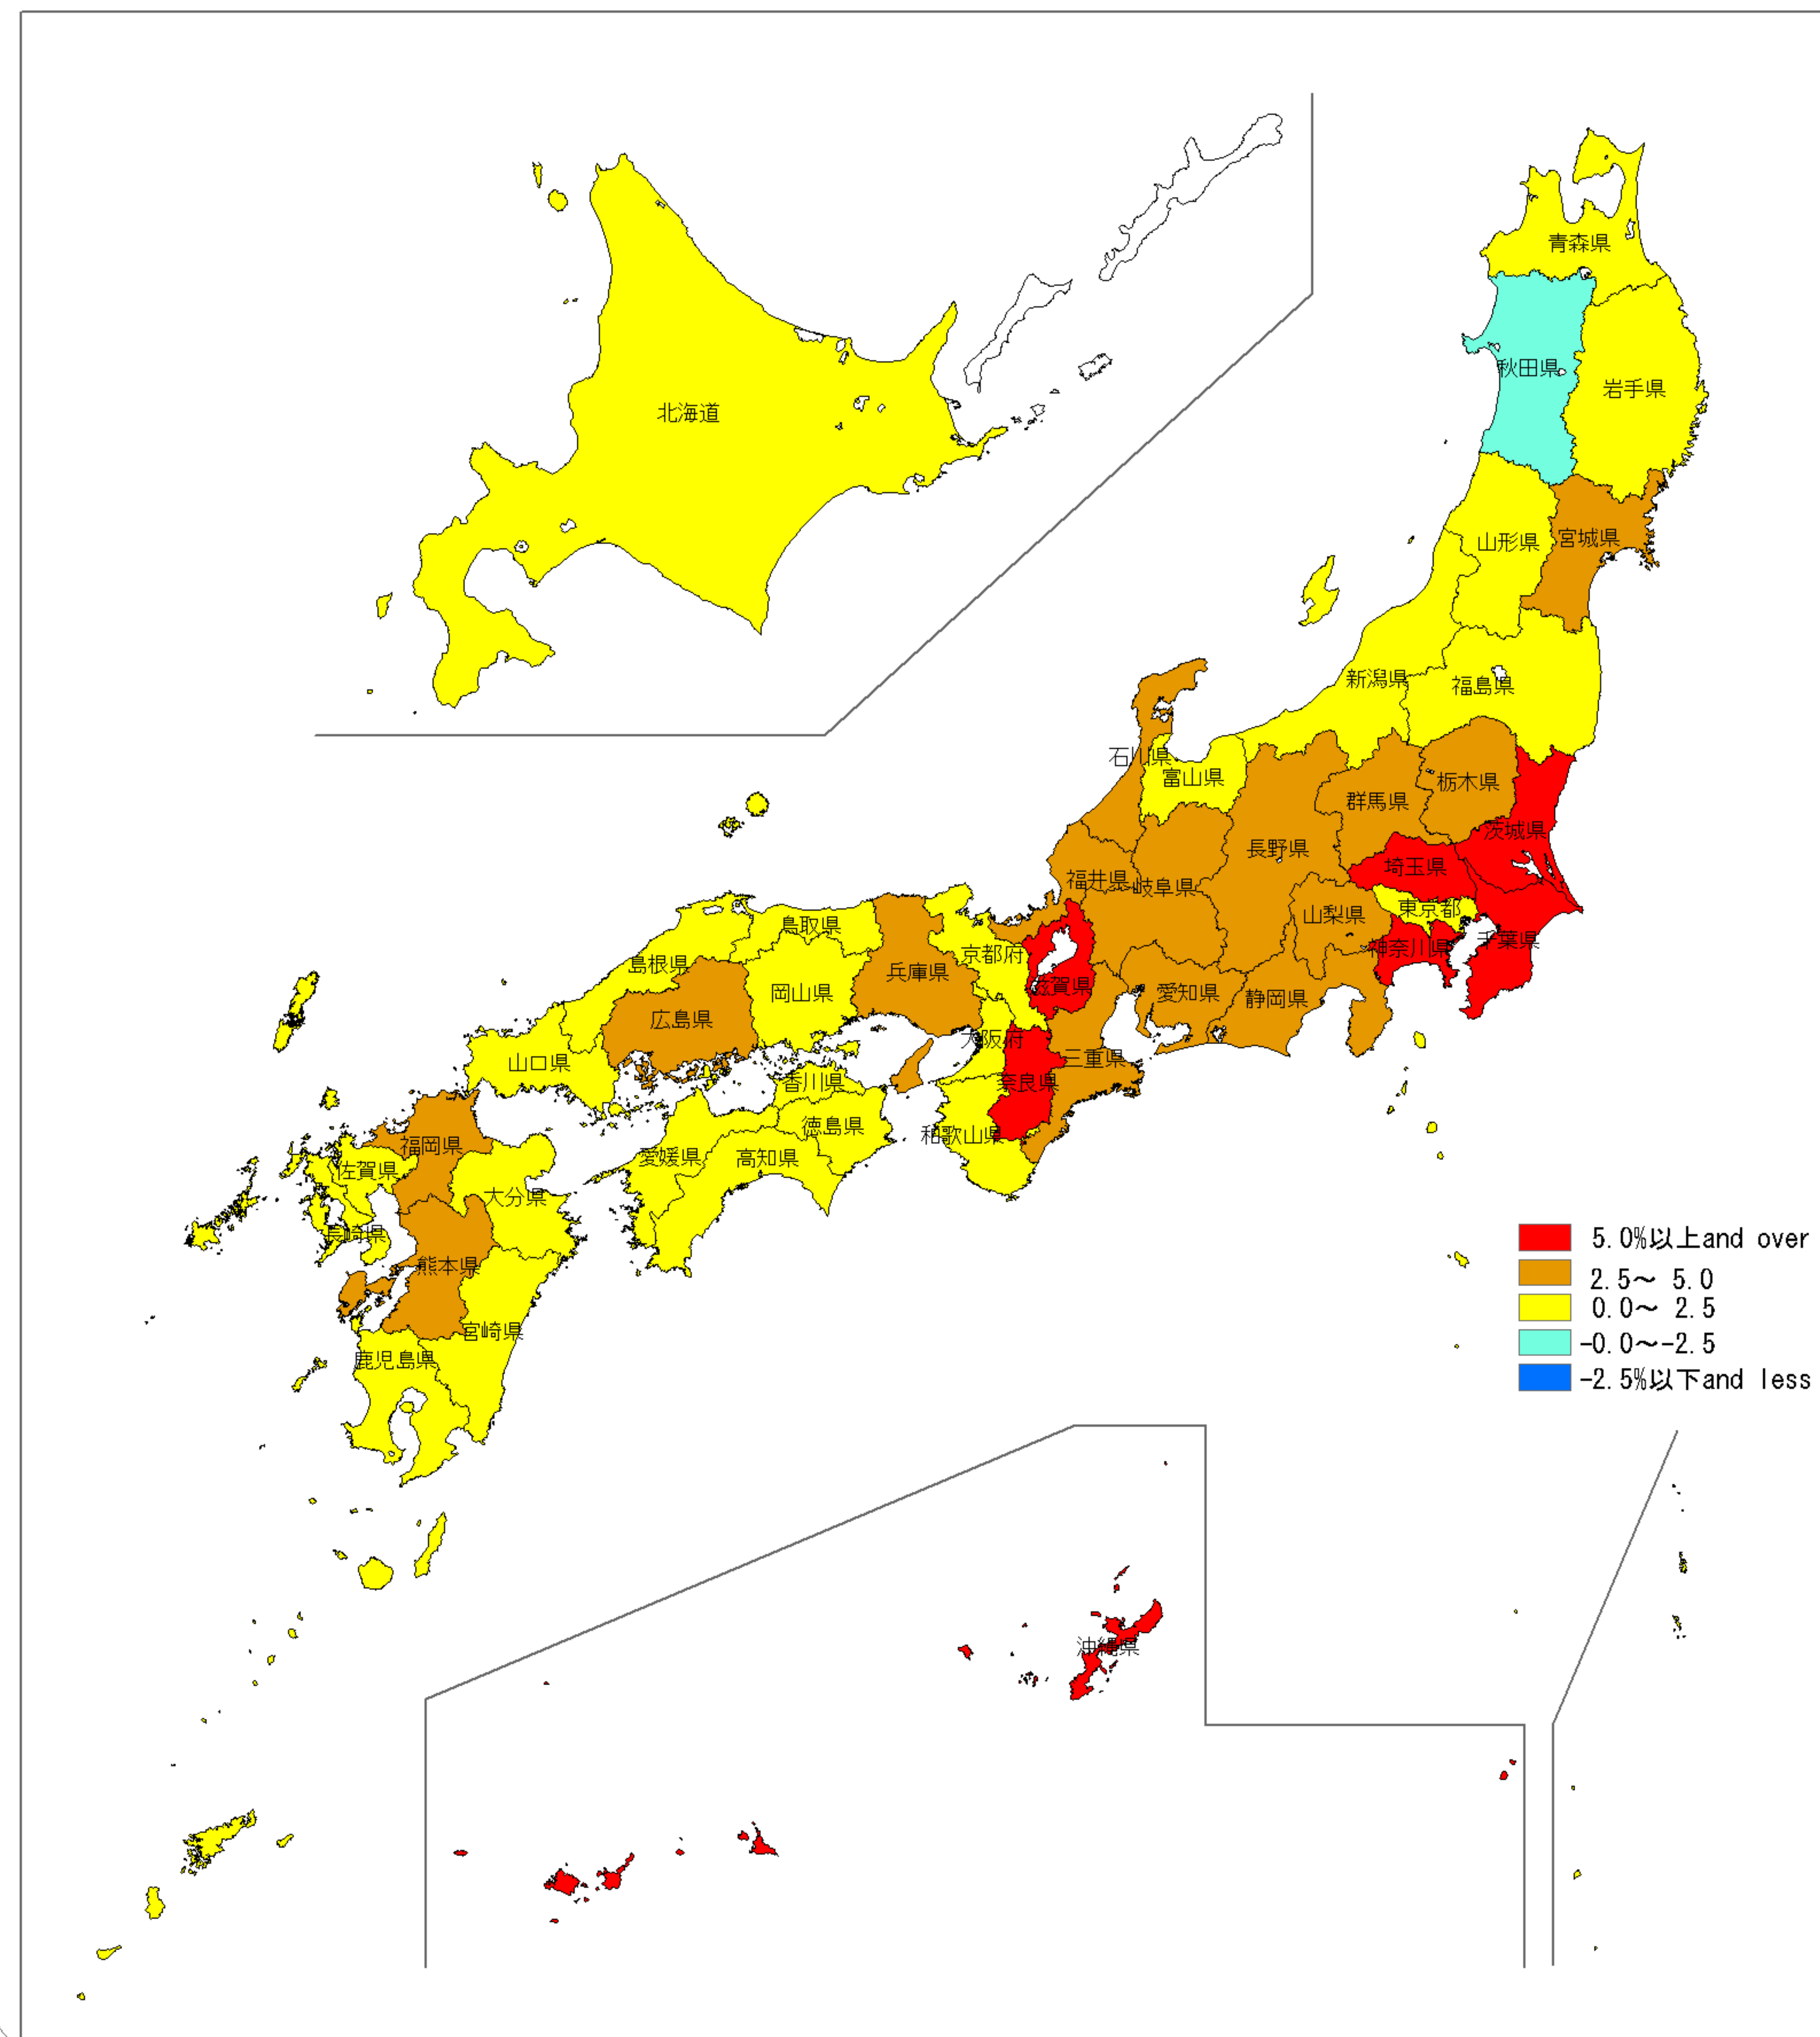 青森県
秋田県
岩手県
北海道
山形県
宮城県
新潟県
福島県
石川県
富山県
栃木県
群馬県
茨城県
長野県
埼玉県
福井県
岐阜県
東京都
山梨県
鳥取県
神奈川県
千葉県
京都府
島根県
兵庫県
滋賀県
岡山県
愛知県
静岡県
広島県
大阪府
三重県
山口県
香川県
奈良県
徳島県
和歌山県
福岡県
愛媛県
高知県
佐賀県
大分県
長崎県
熊本県
宮崎県
鹿児島県
沖縄県
5.0%以上and over
2.5～ 5.0
0.0～ 2.5
-0.0～-2.5
-2.5%以下and less